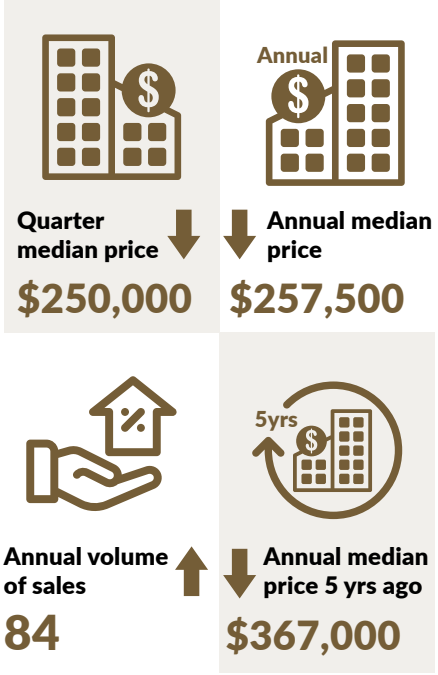 $
Annual
$
Quarter
median price
$250,000
Annual median
price
$257,500
%
Annual volume
of sales
84
5yrs
$
Annual median
price 5 yrs ago
$367,000